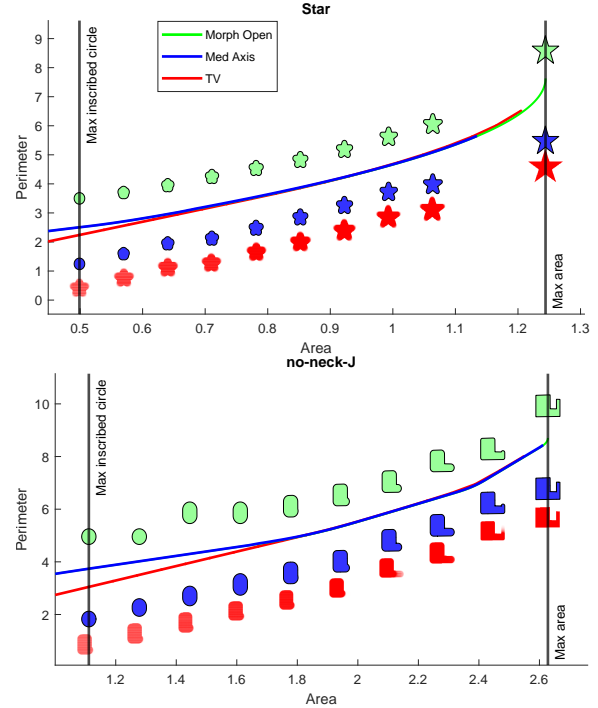 Star
Morph Open
Med Axis
TV
Max inscribed circle
Max area
Perimeter
9
8
7
6
5
4
3
2
1
0
0.5 0.6 0.7 0.8 0.9 1 1.1 1.2 1.3
Area
no-neck-J
Max inscribed circle
Max area
Perimeter
10
8
6
4
2
1.2 1.4 1.6 1.8 2 2.2 2.4 2.6
Area